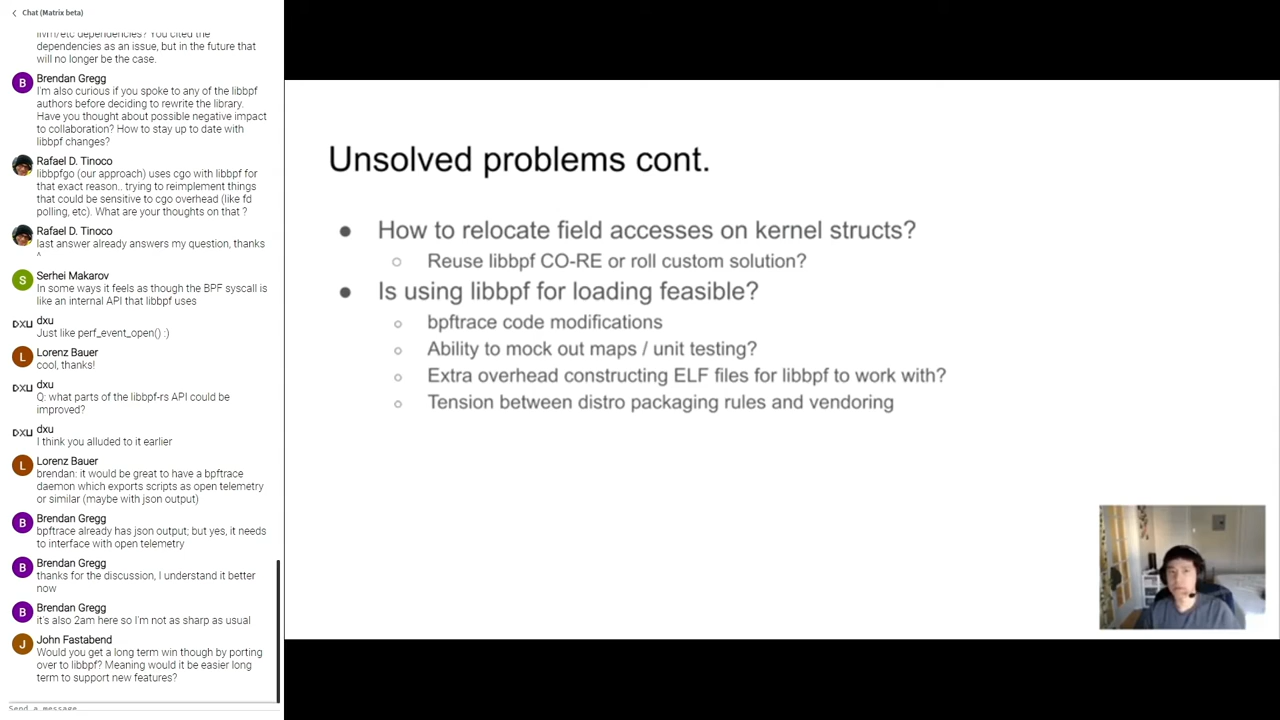 Chat (Matrix beta)
llvm/etc dependencies? You cited the
dependencies as an issue, but in the future that
will no longer be the case.
B
Brendan Gregg
I'm also curious if you spoke to any of the libbpf
authors before deciding to rewrite the library.
Have you thought about possible negative impact
to collaboration? How to stay up to date with
libbpf changes?
Rafael D. Tinoco
libbpfgo (our approach) uses cgo with libbpf for
that exact reason.. trying to reimplement things
that could be sensitive to cgo overhead (like fd
polling, etc). What are your thoughts on that ?
Rafael D. Tinoco
last answer already answers my question, thanks
^
S
Serhei Makarov
In some ways it feels as though the BPF syscall is
like an internal API that libbpf uses
DXU
dxu
Just like perf_event_open() :)
L
Lorenz Bauer
cool, thanks!
DXU
dxu
Q: what parts of the libbpf-rs API could be
improved?
DXU
dxu
I think you alluded to it earlier
L
Lorenz Bauer
brendan: it would be great to have a bpftrace
daemon which exports scripts as open telemetry
or similar (maybe with json output)
B
Brendan Gregg
bpftrace already has json output; but yes, it needs
to interface with open telemetry
B
Brendan Gregg
thanks for the discussion, I understand it better
now
B
Brendan Gregg
it's also 2am here so I'm not as sharp as usual
J
John Fastabend
Would you get a long term win though by porting
over to libbpf? Meaning would it be easier long
term to support new features?
Send a message
Unsolved problems cont.
● How to relocate field accesses on kernel structs?
○ Reuse libbpf CO-RE or roll custom solution?
● Is using libbpf for loading feasible?
○ bpftrace code modifications
○ Ability to mock out maps / unit testing?
○ Extra overhead constructing ELF files for libbpf to work with?
○ Tension between distro packaging rules and vendoring